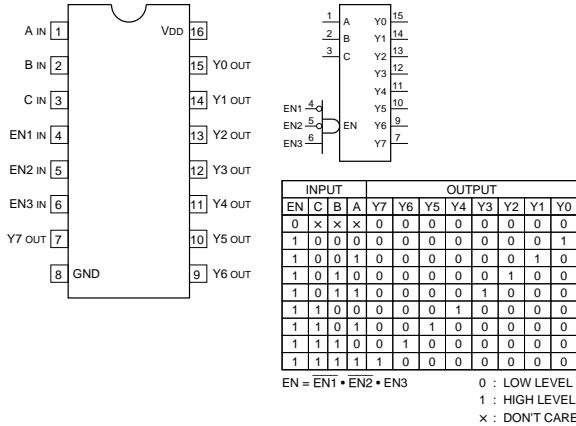 A IN 1
VDD 16
B IN 2
15 Y0 OUT
C IN 3
14 Y1 OUT
EN1 IN 4
13 Y2 OUT
EN2 IN 5
12 Y3 OUT
EN3 IN 6
11 Y4 OUT
Y7 OUT 7
10 Y5 OUT
8 GND
9 Y6 OUT
1 A Y0 15
2 B Y1 14
3 C Y2 13
Y3 12
Y4 11
EN1 4 Y5 10
EN2 5 EN Y6 9
EN3 6 Y7 7
INPUT OUTPUT
EN C B A Y7 Y6 Y5 Y4 Y3 Y2 Y1 Y0
0 × × × 0 0 0 0 0 0 0 0
1 0 0 0 0 0 0 0 0 0 0 1
1 0 0 1 0 0 0 0 0 0 1 0
1 0 1 0 0 0 0 0 0 1 0 0
1 0 1 1 0 0 0 0 1 0 0 0
1 1 0 0 0 0 0 1 0 0 0 0
1 1 0 1 0 0 1 0 0 0 0 0
1 1 1 0 0 1 0 0 0 0 0 0
1 1 1 1 1 0 0 0 0 0 0 0
EN = E̅N̅1̅ • E̅N̅2̅ • EN3
0 : LOW LEVEL
1 : HIGH LEVEL
× : DON'T CARE